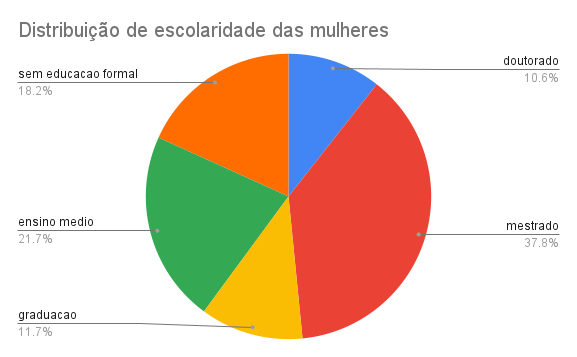 Distribuição de escolaridade das mulheres
doutorado
10.6%
sem educacao formal
18.2%
ensino medio
21.7%
mestrado
37.8%
graduacao
11.7%